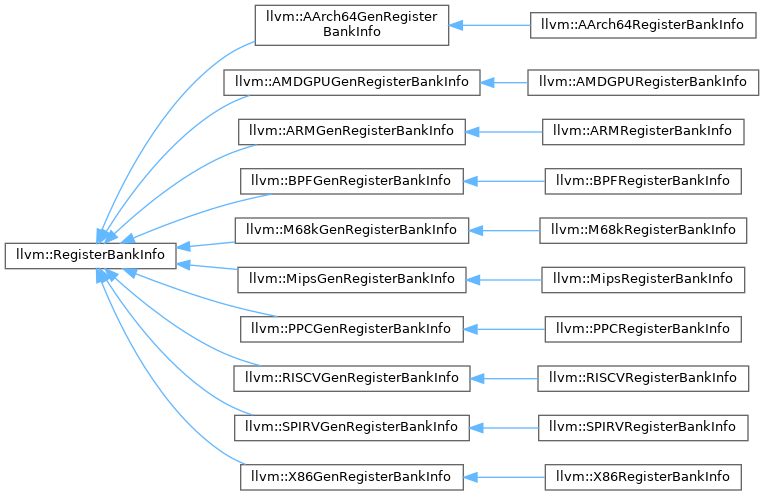 llvm::AArch64GenRegister
BankInfo
llvm::AArch64RegisterBankInfo
llvm::AMDGPUGenRegisterBankInfo
llvm::AMDGPURegisterBankInfo
llvm::ARMGenRegisterBankInfo
llvm::ARMRegisterBankInfo
llvm::BPFGenRegisterBankInfo
llvm::BPFRegisterBankInfo
llvm::M68kGenRegisterBankInfo
llvm::M68kRegisterBankInfo
llvm::RegisterBankInfo
llvm::MipsGenRegisterBankInfo
llvm::MipsRegisterBankInfo
llvm::PPCGenRegisterBankInfo
llvm::PPCRegisterBankInfo
llvm::RISCVGenRegisterBankInfo
llvm::RISCVRegisterBankInfo
llvm::SPIRVGenRegisterBankInfo
llvm::SPIRVRegisterBankInfo
llvm::X86GenRegisterBankInfo
llvm::X86RegisterBankInfo